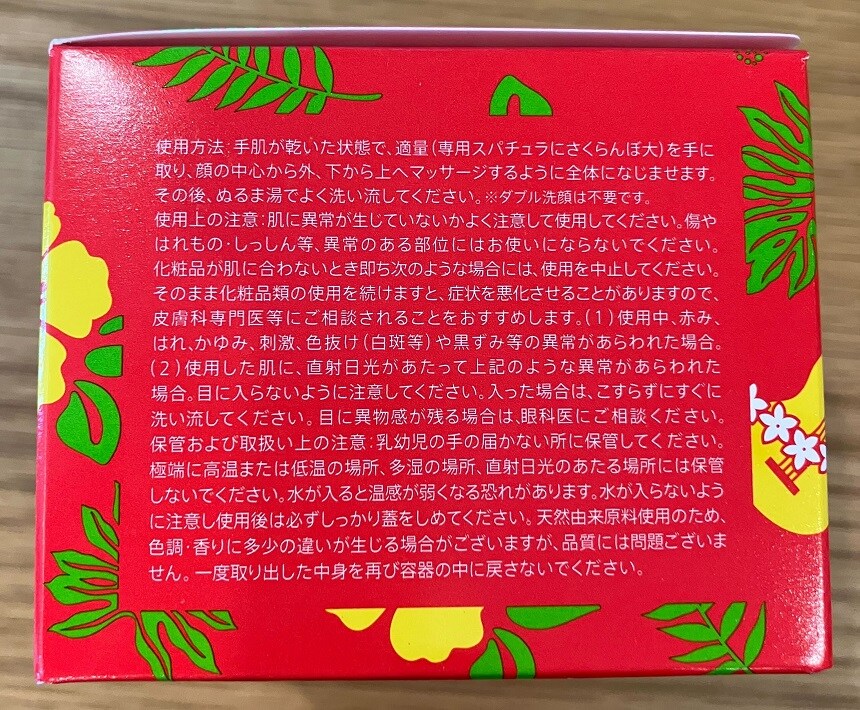 使用方法:手肌が乾いた状態で、適量(専用スパチュラにさくらんぼ大)を手に
取り、顔の中心から外、下から上へマッサージするように全体になじませます。
その後、ぬるま湯でよく洗い流してください。※ダブル洗顔は不要です。
使用上の注意:肌に異常が生じていないかよく注意して使用してください。傷や
はれもの・しっしん等、異常のある部位にはお使いにならないでください。
化粧品が肌に合わないとき即ち次のような場合には、使用を中止してください。
そのまま化粧品類の使用を続けますと、症状を悪化させることがありますので、
皮膚科専門医等にご相談されることをおすすめします。(1)使用中、赤み、
はれ、かゆみ、刺激、色抜け(白斑等)や黒ずみ等の異常があらわれた場合。
(2)使用した肌に、直射日光があたって上記のような異常があらわれた
場合。目に入らないように注意してください。入った場合は、こすらずにすぐに
洗い流してください。目に異物感が残る場合は、眼科医にご相談ください。
保管および取扱い上の注意:乳幼児の手の届かない所に保管してください。
極端に高温または低温の場所、多湿の場所、直射日光のあたる場所には保管
しないでください。水が入ると温感が弱くなる恐れがあります。水が入らないよう
に注意し使用後は必ずしっかり蓋をしめてください。天然由来原料使用のため、
色調・香りに多少の違いが生じる場合がございますが、品質には問題ございま
せん。一度取り出した中身を再び容器の中に戻さないでください。